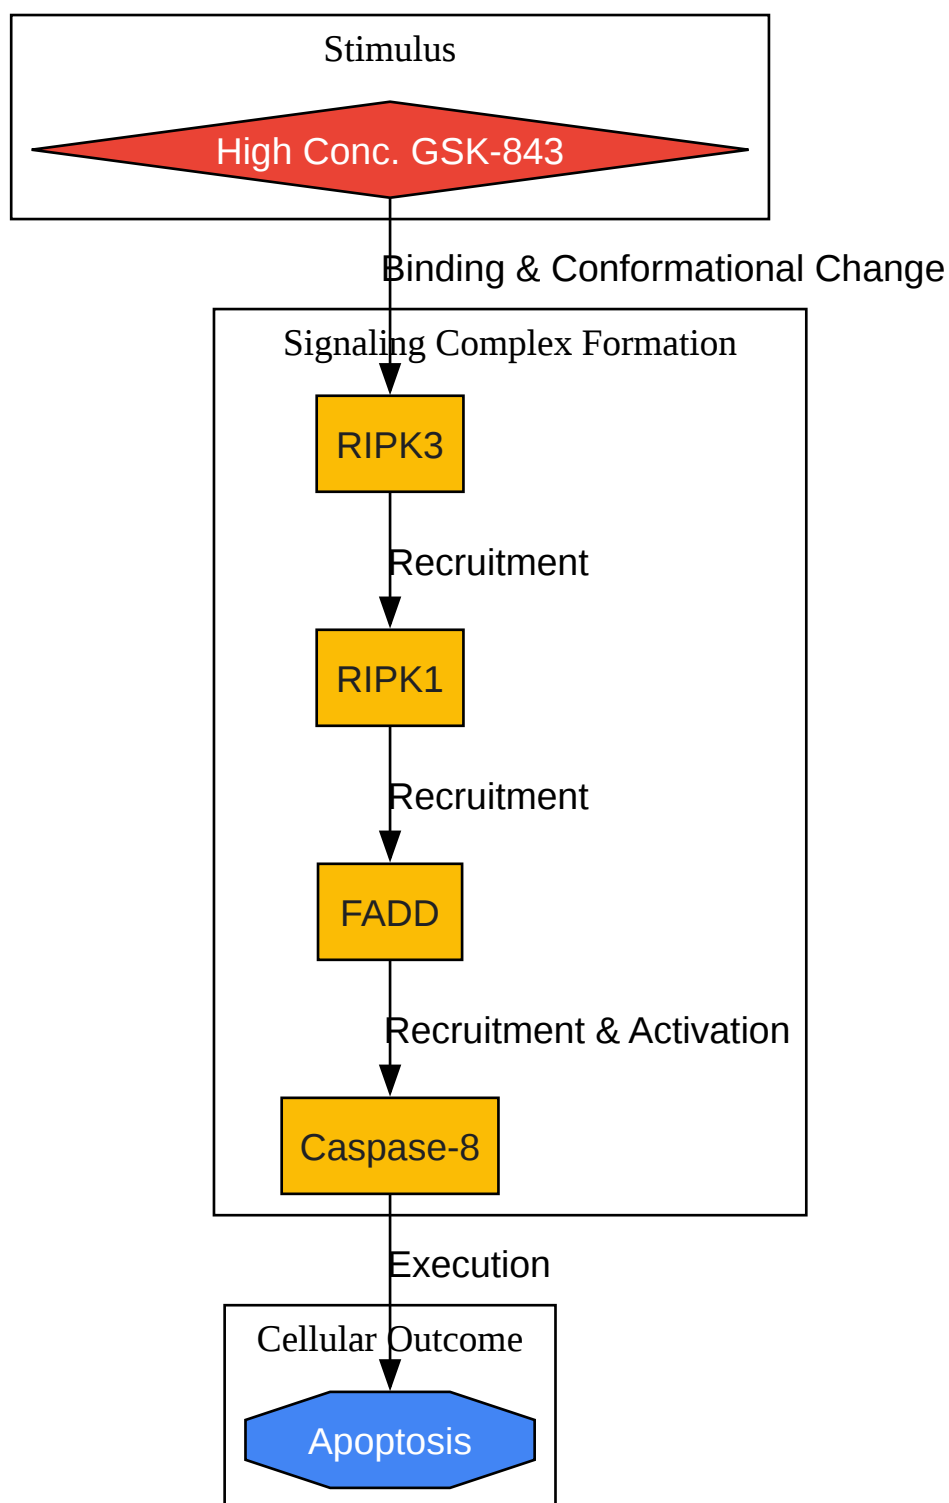 Stimulus
High Conc. GSK-843
Binding & Conformational Change
Signaling Complex Formation
RIPK3
Recruitment
RIPK1
Recruitment
FADD
Recruitment & Activation
Caspase-8
Execution
Cellular Outcome
Apoptosis